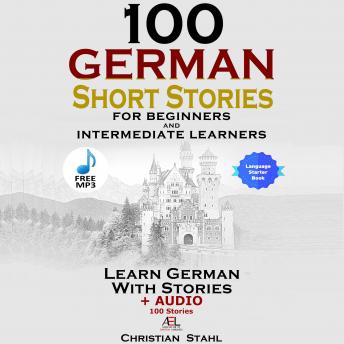 100
GERMAN
SHORT STORIES
FOR BEGINNERS
AND
INTERMEDIATE LEARNERS
FREE
MP3
Language
Starter
Book
LEARN GERMAN
WITH STORIES
+ AUDIO
100 Stories
CHRISTIAN STAHL